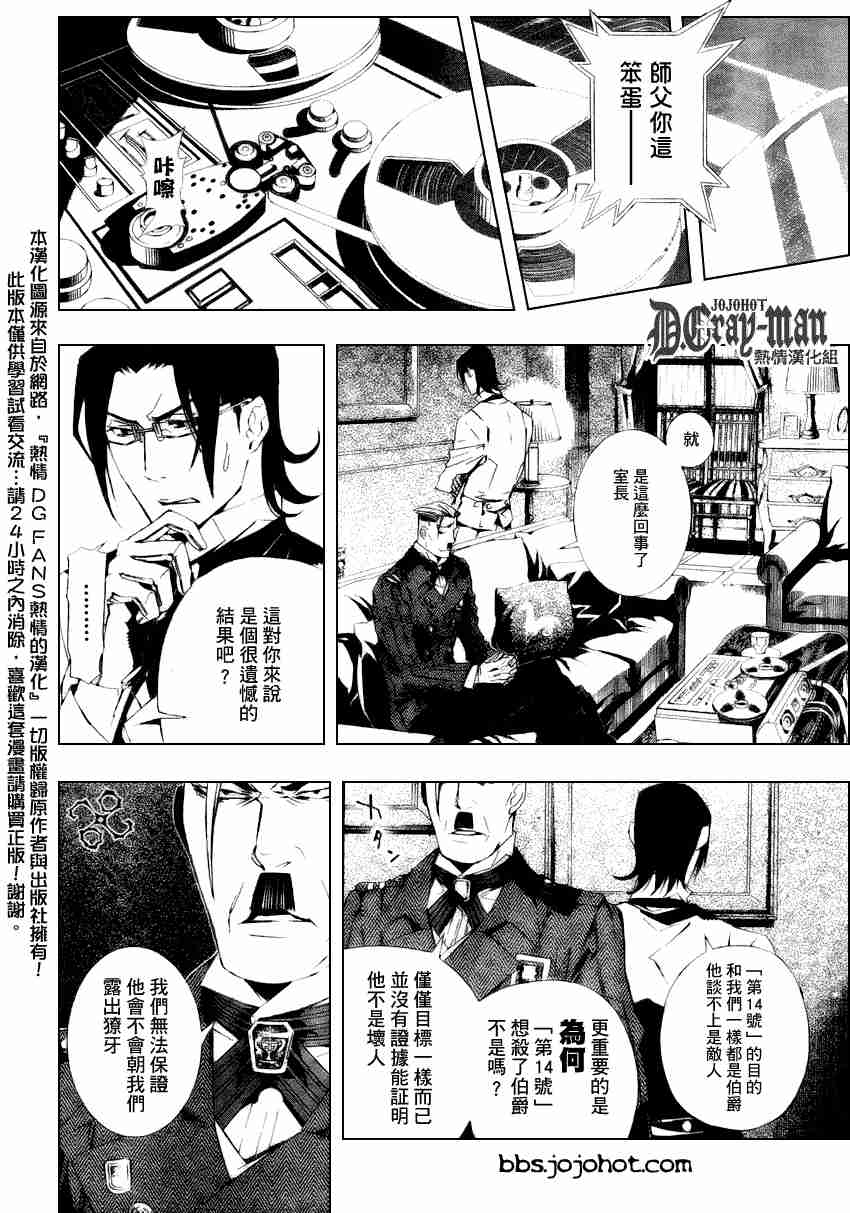 師父你這
笨蛋——
咔嚓
JOJOHOT
D.Gray-man
熱情漢化組
就
是這麼回事了
室長
這對你來說
是個很遺憾的
結果吧？
………
「第14號」的目的
和我們一樣都是伯爵
他談不上是敵人
更重要的是
為何
「第14號」
想殺了伯爵
不是嗎？
僅僅目標一樣而已
並沒有證據能証明
他不是壞人
メタン
我們無法保證
他會不會朝我們
露出獠牙
bbs.jojohot.com
本漢化圖源來自於網路．『熱情DG FANS熱情的漢化』一切版權歸原作者與出版社擁有！
此版本僅供學習試看交流…請24小時之內消除．喜歡這套漫畫請購買正版！謝謝。